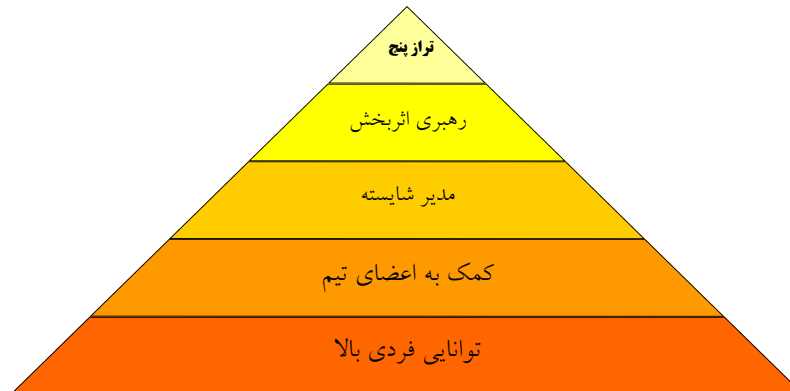 تراز پنج
رهبری اثربخش
مدیر شایسته
کمک به اعضای تیم
توانایی فردی بالا